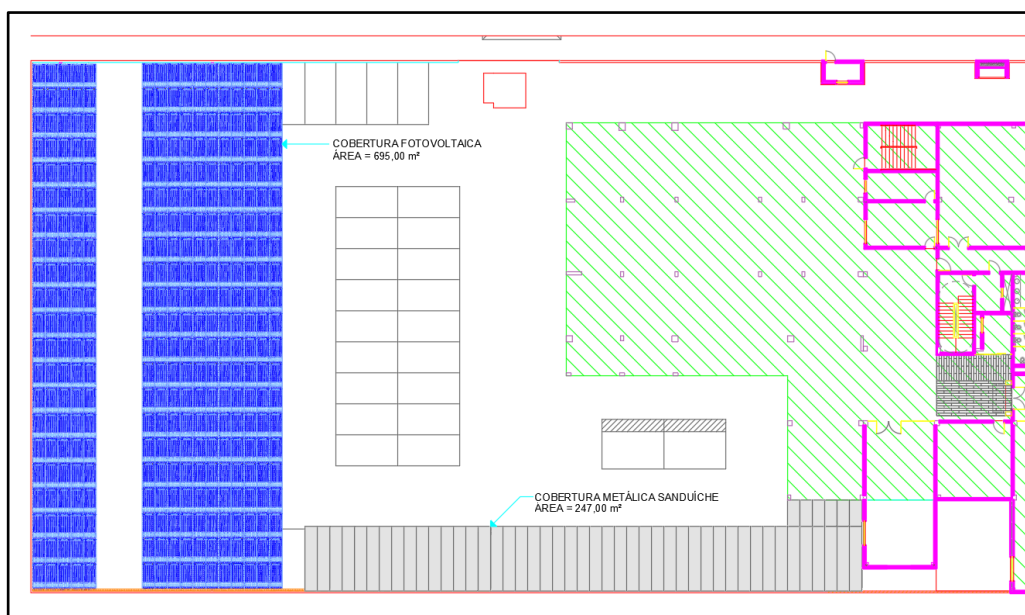 COBERTURA FOTOVOLTAICA
ÁREA = 695,00 m²
COBERTURA METÁLICA SANDUÍCHE
ÁREA = 247,00 m²